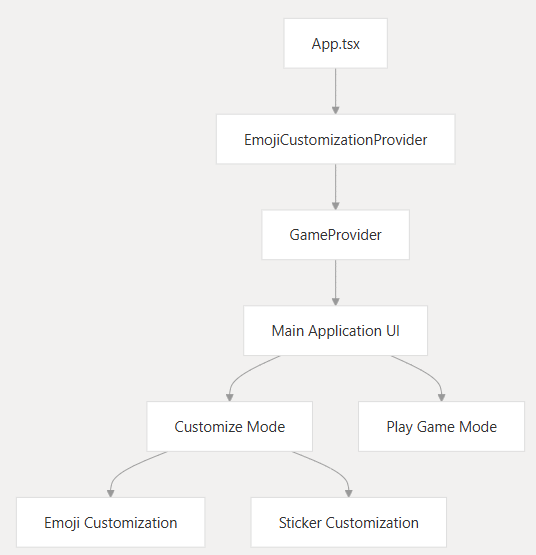 App.tsx
EmojiCustomizationProvider
GameProvider
Main Application UI
Customize Mode
Play Game Mode
Emoji Customization
Sticker Customization